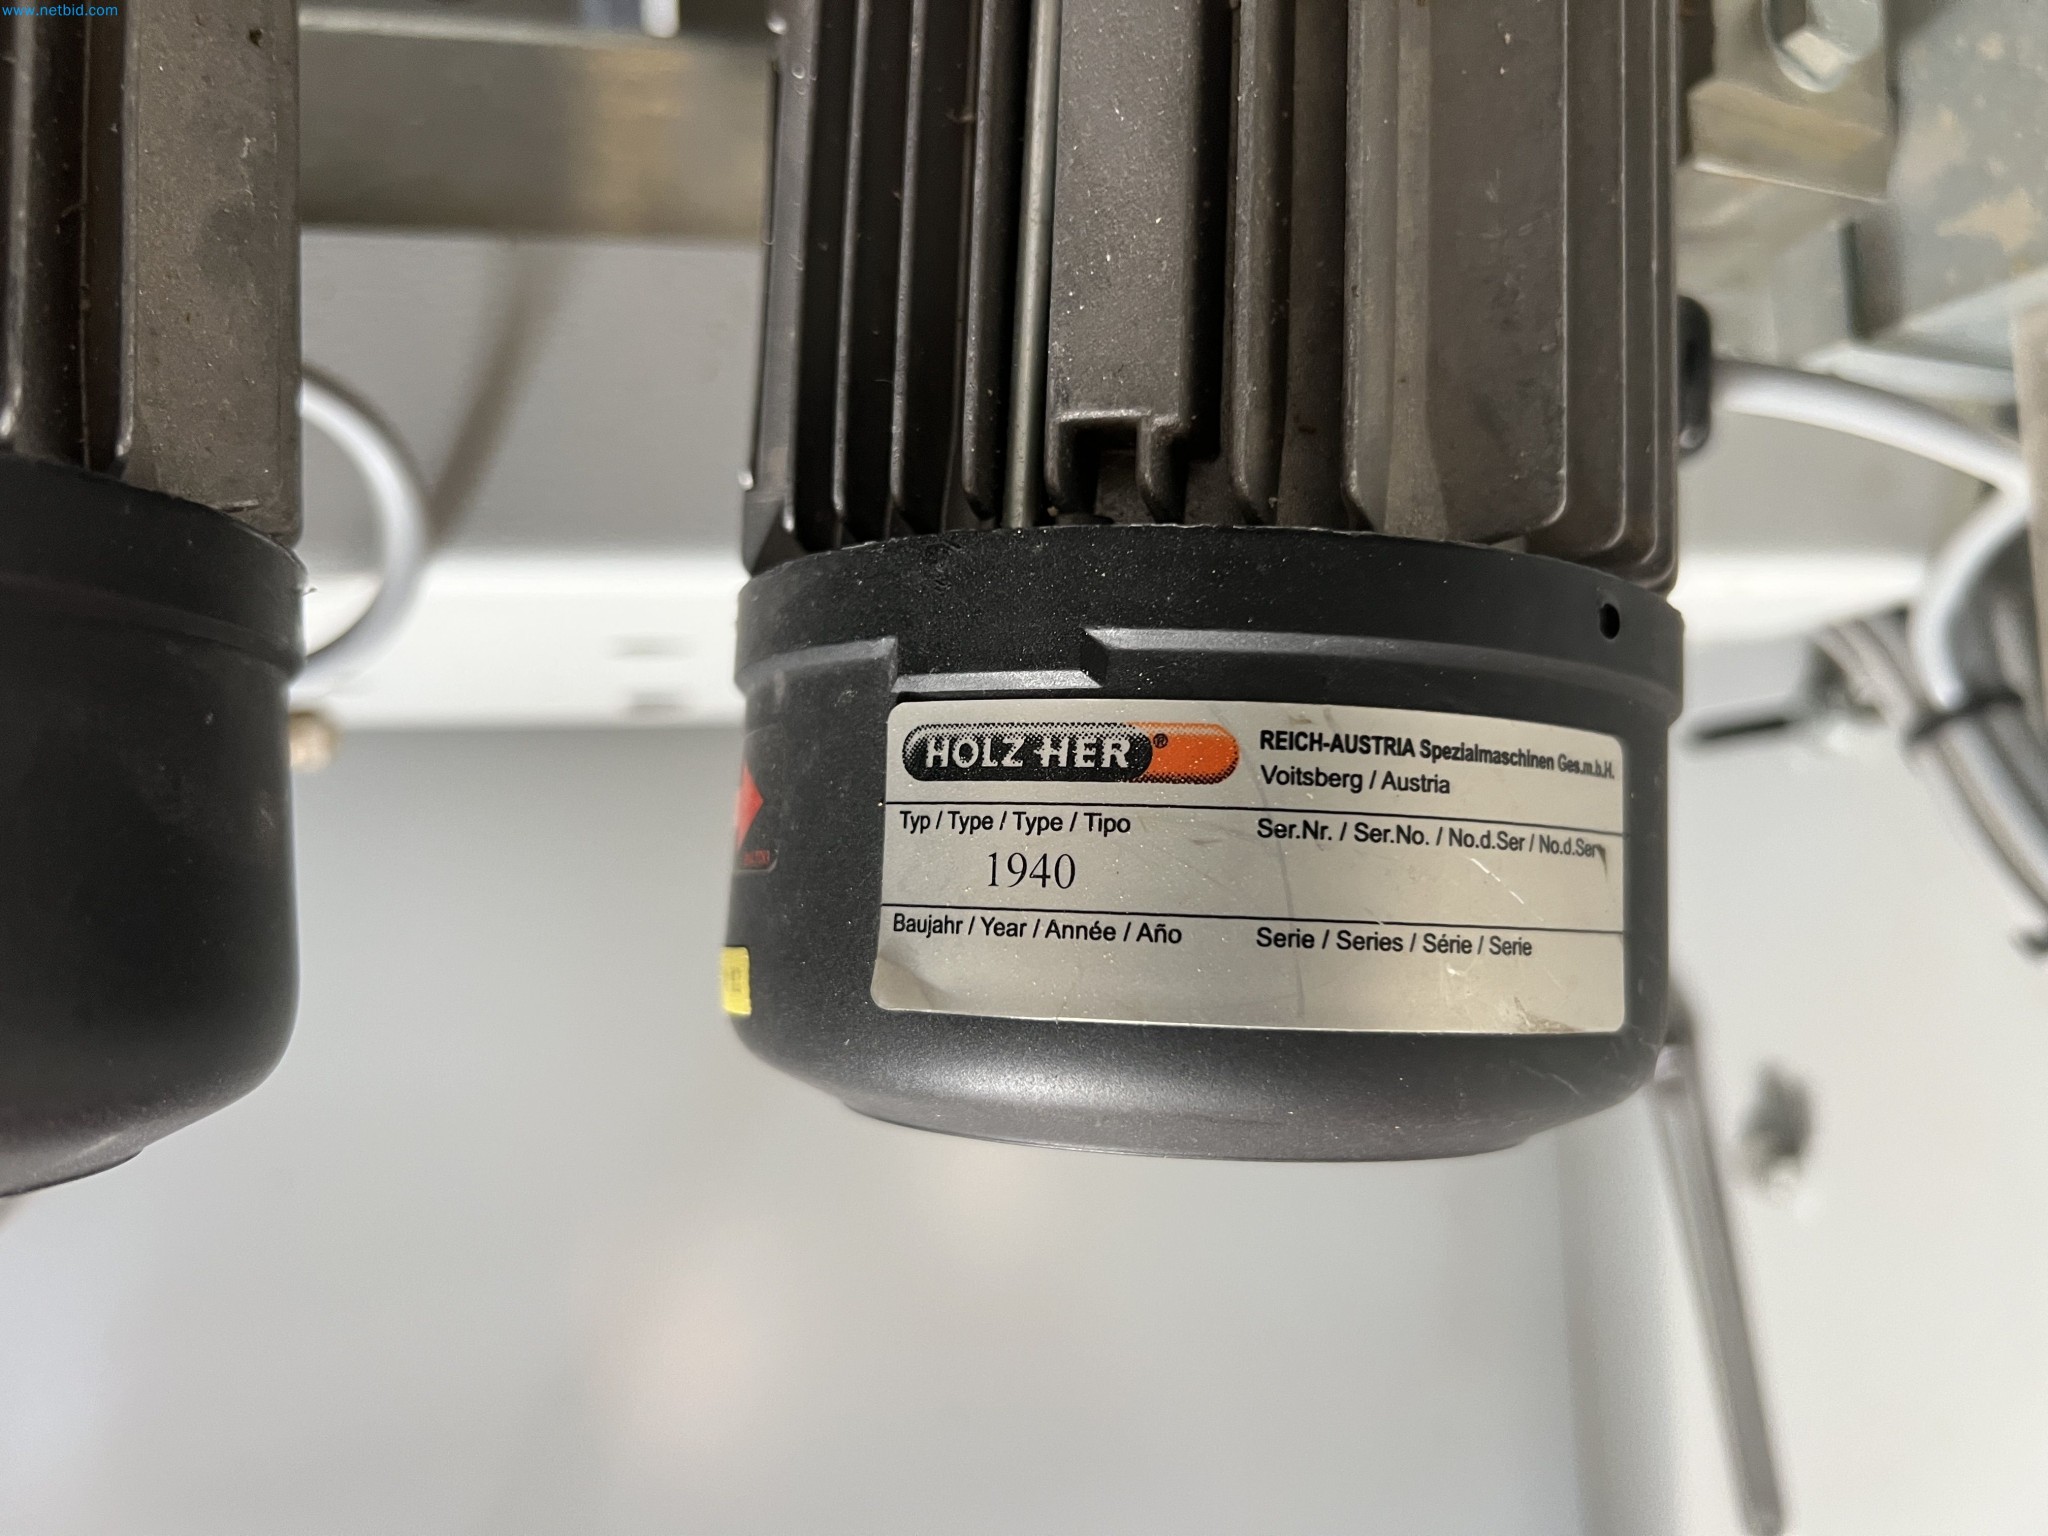 www.netbid.com
HOLZ-HER®
REICH-AUSTRIA Spezialmaschinen Ges.m.b.H.
Voitsberg / Austria
Typ / Type / Type / Tipo
1940
Ser.Nr. / Ser.No. / No.d.Ser / No.d.Ser
Baujahr / Year / Année / Año
Serie / Series / Série / Serie